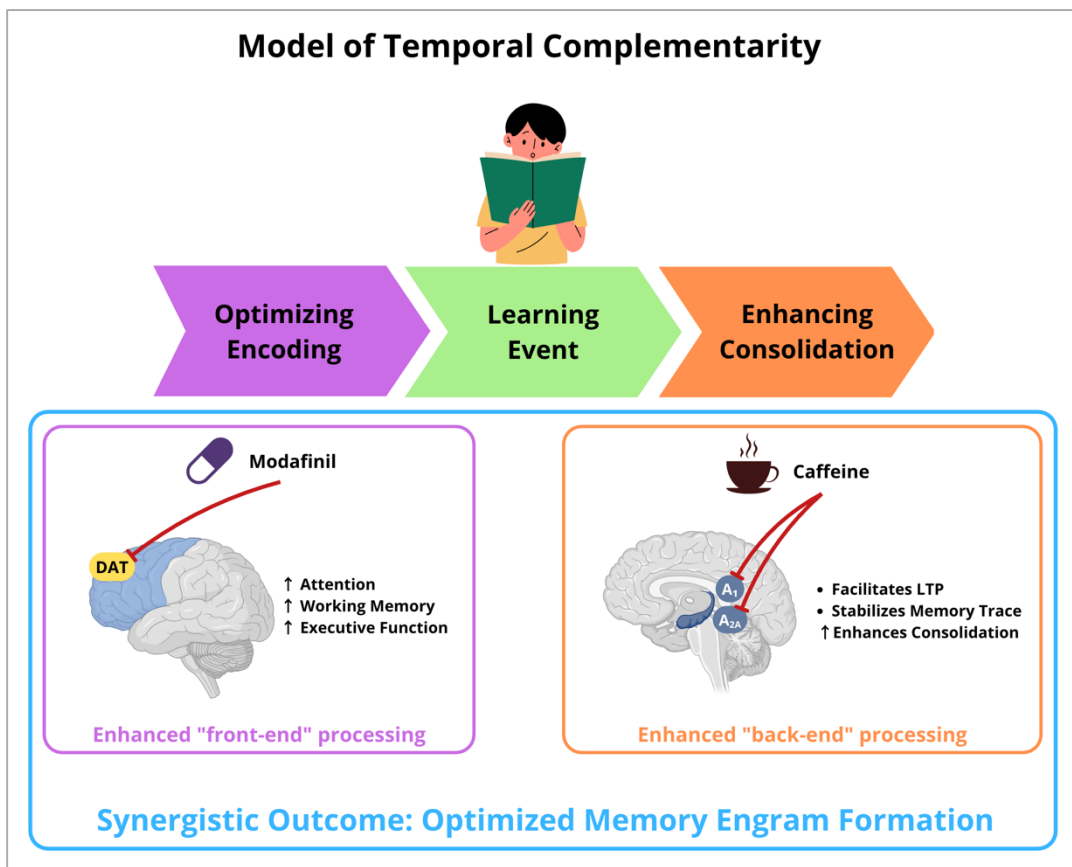 Model of Temporal Complementarity
Optimizing
Encoding
Learning
Event
Enhancing
Consolidation
Modafinil
DAT
↑ Attention
↑ Working Memory
↑ Executive Function
Enhanced "front-end" processing
Caffeine
A₁
A₂A
• Facilitates LTP
• Stabilizes Memory Trace
↑ Enhances Consolidation
Enhanced "back-end" processing
Synergistic Outcome: Optimized Memory Engram Formation